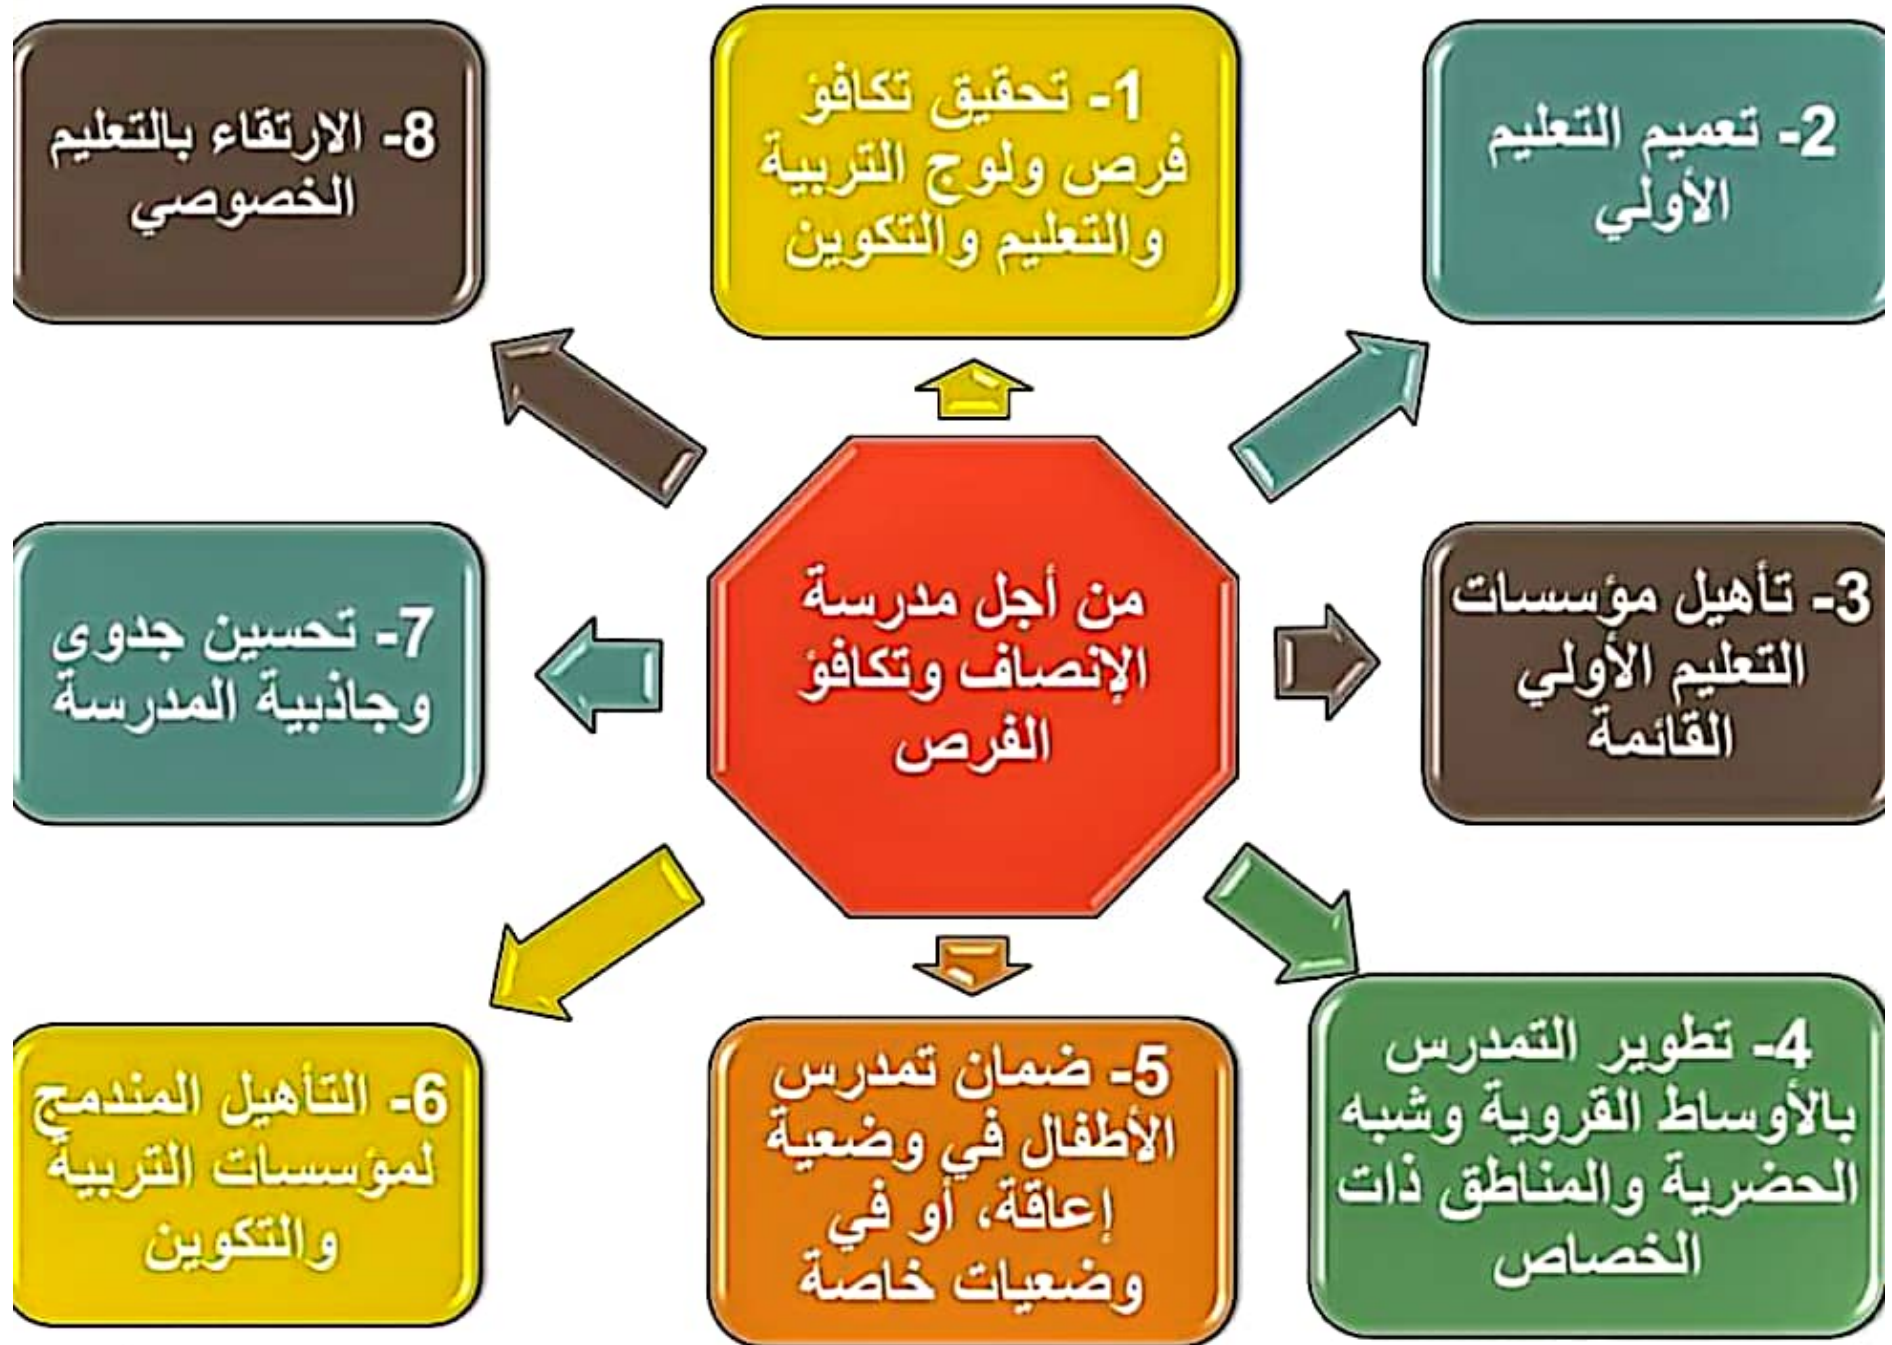 من أجل مدرسة
الإنصاف وتكافؤ
الفرص
1- تحقيق تكافؤ
فرص ولوج التربية
والتعليم والتكوين
2- تعميم التعليم
الأولي
3- تأهيل مؤسسات
التعليم الأولي
القائمة
4- تطوير التمدرس
بالأوساط القروية وشبه
الحضرية والمناطق ذات
الخصاص
5- ضمان تمدرس
الأطفال في وضعية
إعاقة، أو في
وضعيات خاصة
6- التأهيل المندمج
لمؤسسات التربية
والتكوين
7- تحسين جدوى
وجاذبية المدرسة
8- الارتقاء بالتعليم
الخصوصي